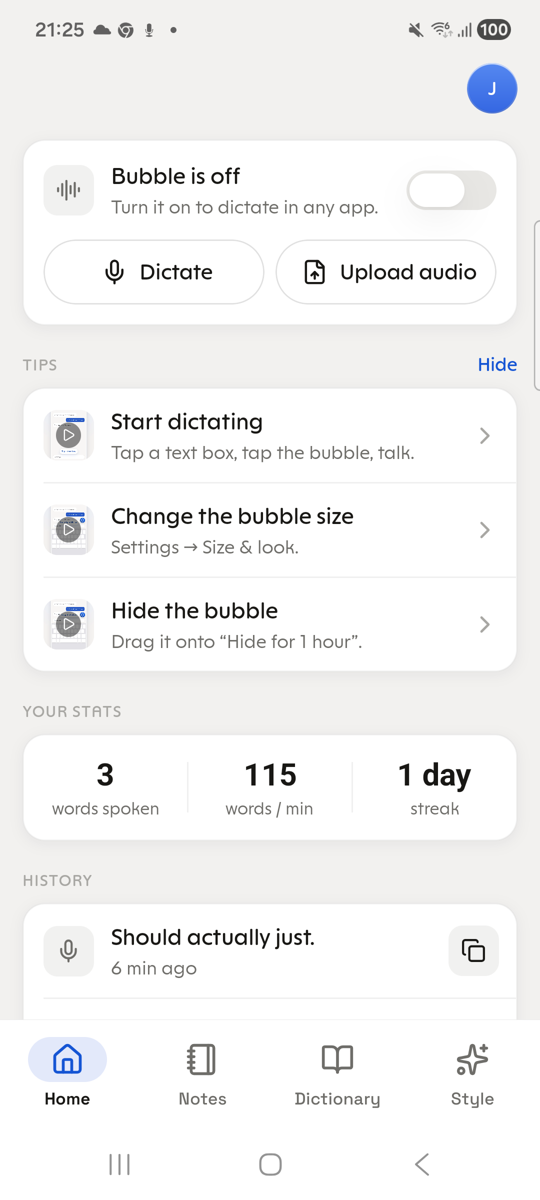 21:25
100
J
Bubble is off
Turn it on to dictate in any app.
Dictate
Upload audio
TIPS
Hide
Start dictating
Tap a text box, tap the bubble, talk.
Change the bubble size
Settings → Size & look.
Hide the bubble
Drag it onto “Hide for 1 hour”.
YOUR STATS
3
115
1 day
words spoken
words / min
streak
HISTORY
Should actually just.
6 min ago
Home
Notes
Dictionary
Style